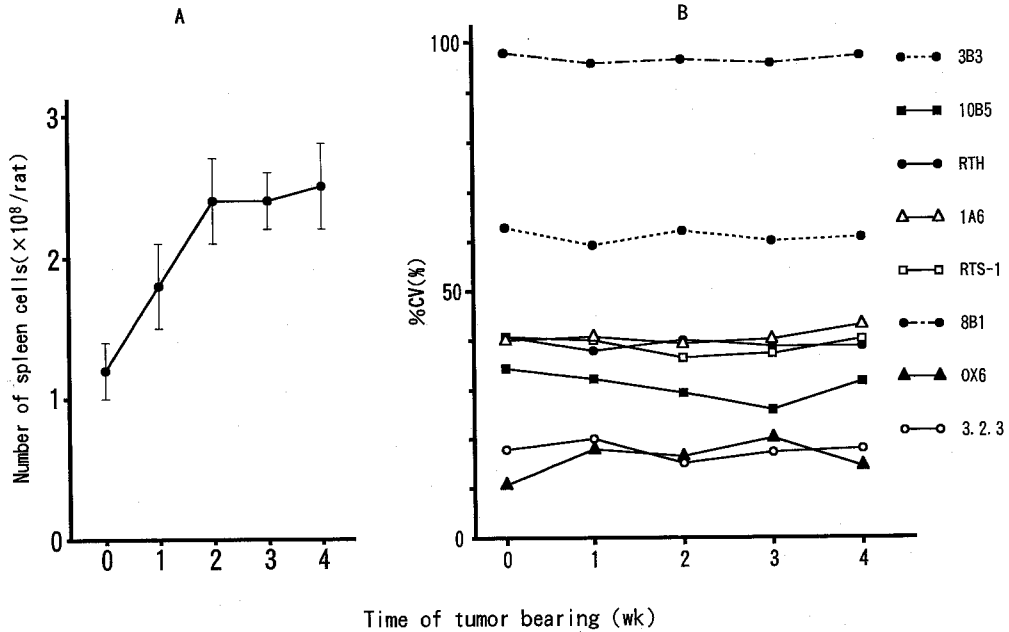 A
B
Number of spleen cells(×10⁸/rat)
3
2
1
0
0 1 2 3 4
%CV(%)
100
50
0
0 1 2 3 4
3B3
10B5
RTH
1A6
RTS-1
8B1
OX6
3.2.3
Time of tumor bearing (wk)